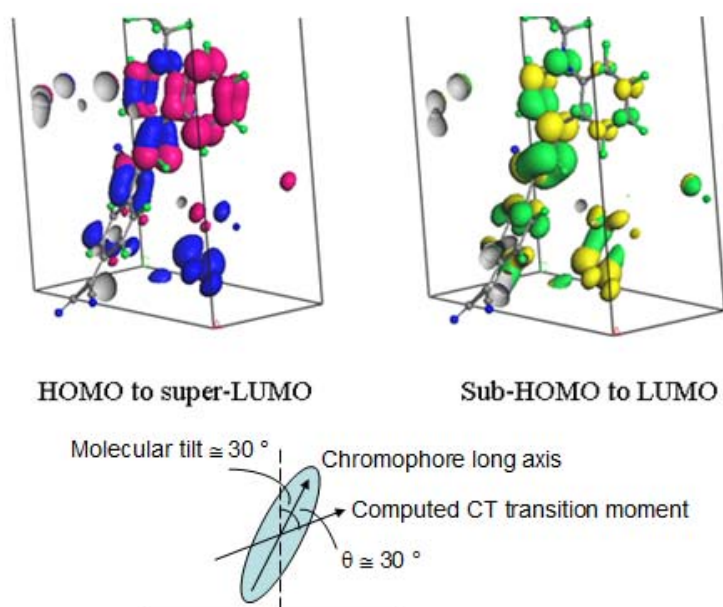 HOMO to super-LUMO
Sub-HOMO to LUMO
Molecular tilt ≅ 30 °
Chromophore long axis
Computed CT transition moment
θ ≅ 30 °